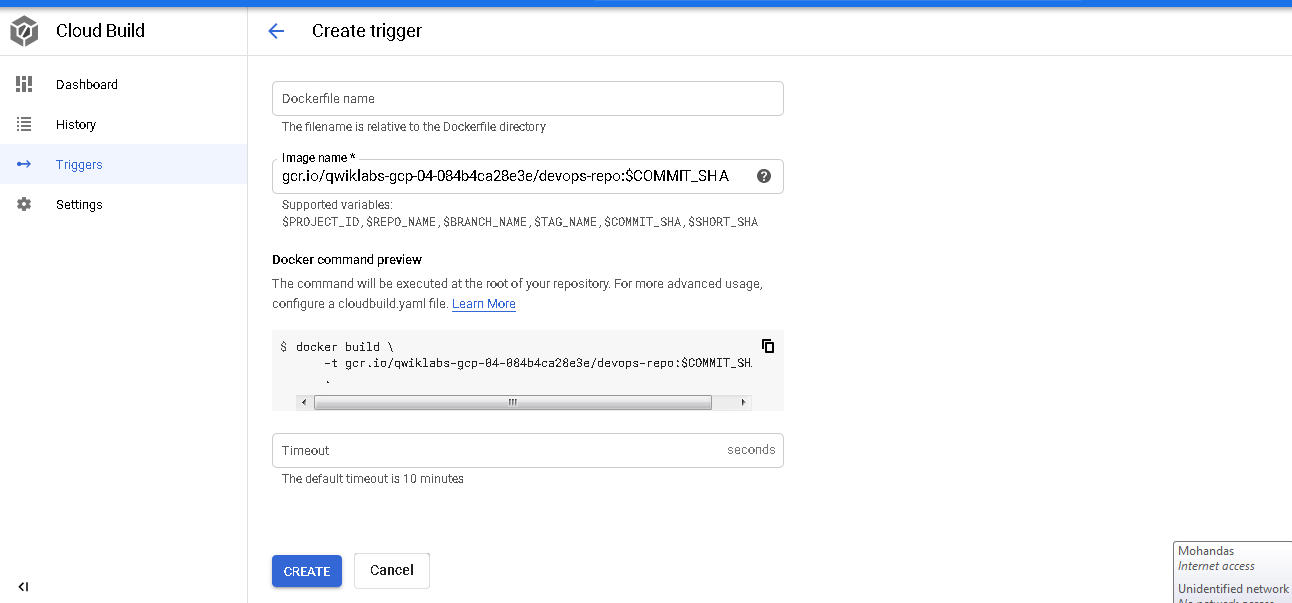 Cloud Build
Create trigger
Dashboard
History
Triggers
Settings
Dockerfile name
The filename is relative to the Dockerfile directory
Image name *
gcr.io/qwiklabs-gcp-04-084b4ca28e3e/devops-repo:$COMMIT_SHA
Supported variables:
$PROJECT_ID, $REPO_NAME, $BRANCH_NAME, $TAG_NAME, $COMMIT_SHA, $SHORT_SHA
Docker command preview
The command will be executed at the root of your repository. For more advanced usage,
configure a cloudbuild.yaml file. Learn More
$ docker build \
-t gcr.io/qwiklabs-gcp-04-084b4ca28e3e/devops-repo:$COMMIT_SH
.
Timeout seconds
The default timeout is 10 minutes
CREATE Cancel
Mohandas
Internet access
Unidentified network
No network access